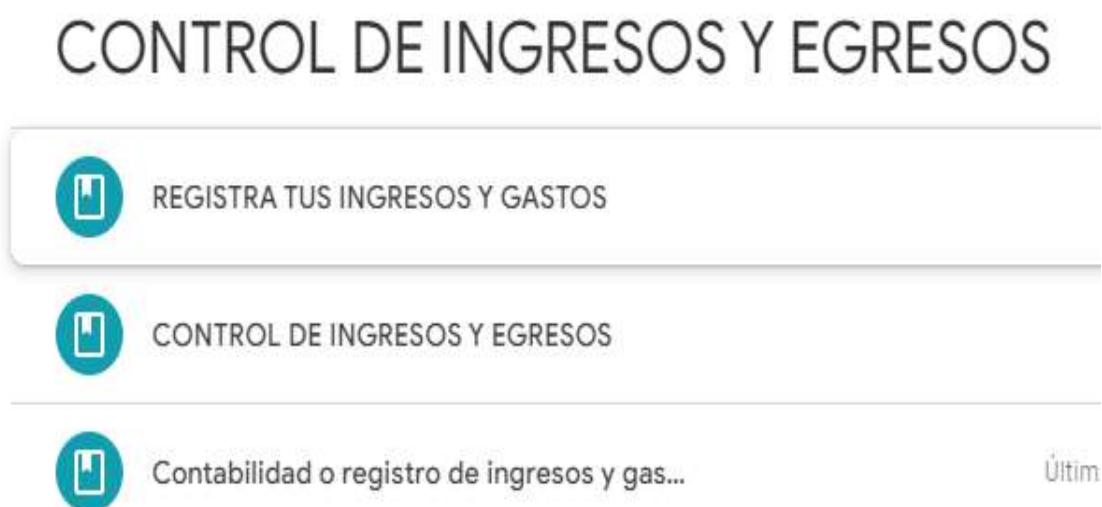 CONTROL DE INGRESOS Y EGRESOS
REGISTRA TUS INGRESOS Y GASTOS
CONTROL DE INGRESOS Y EGRESOS
Contabilidad o registro de ingresos y gas...
Últim